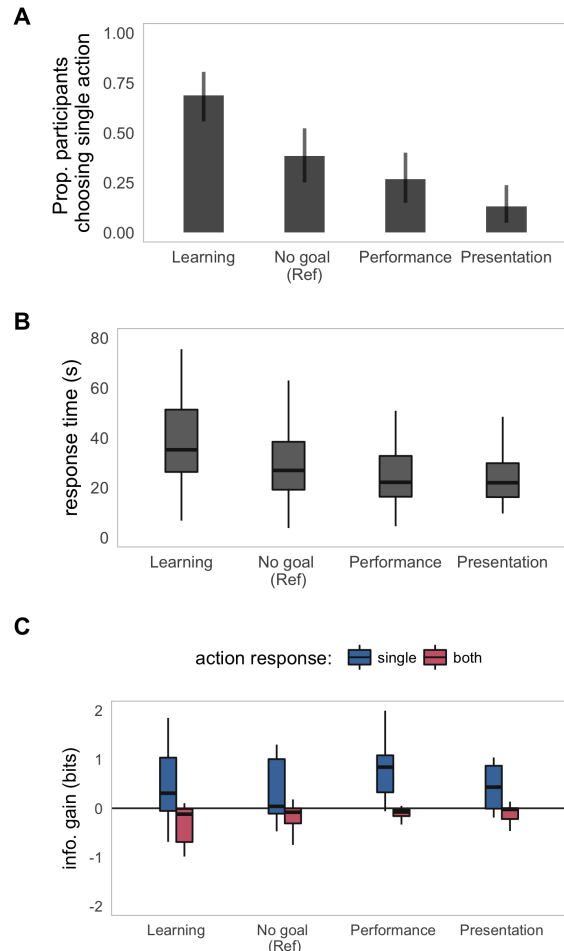 A
Prop. participants
choosing single action
1.00
0.75
0.50
0.25
0.00
Learning
No goal
(Ref)
Performance
Presentation
B
response time (s)
80
60
40
20
0
Learning
No goal
(Ref)
Performance
Presentation
C
action response: single both
info. gain (bits)
2
1
0
-1
-2
Learning
No goal
(Ref)
Performance
Presentation